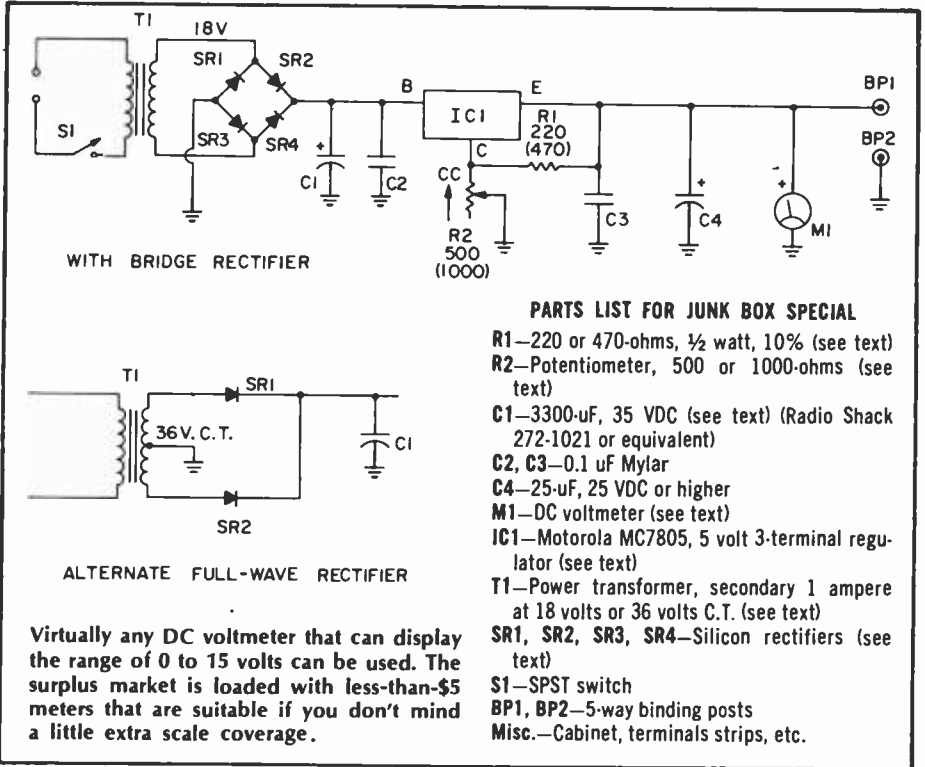 T1
18V
SR1
SR2
SR3
SR4
S1
B
E
IC1
C
R1
220
(470)
BP1
BP2
+
C1
C2
CC
R2
500
(1000)
C3
+
C4
-
+
M1
WITH BRIDGE RECTIFIER
T1
SR1
36V. C.T.
C1
SR2
ALTERNATE FULL-WAVE RECTIFIER
Virtually any DC voltmeter that can display
the range of 0 to 15 volts can be used. The
surplus market is loaded with less-than-$5
meters that are suitable if you don't mind
a little extra scale coverage.
PARTS LIST FOR JUNK BOX SPECIAL
R1—220 or 470-ohms, ½ watt, 10% (see text)
R2—Potentiometer, 500 or 1000-ohms (see
text)
C1—3300-uF, 35 VDC (see text) (Radio Shack
272-1021 or equivalent)
C2, C3—0.1 uF Mylar
C4—25-uF, 25 VDC or higher
M1—DC voltmeter (see text)
IC1—Motorola MC7805, 5 volt 3-terminal regu-
lator (see text)
T1—Power transformer, secondary 1 ampere
at 18 volts or 36 volts C.T. (see text)
SR1, SR2, SR3, SR4—Silicon rectifiers (see
text)
S1—SPST switch
BP1, BP2—5-way binding posts
Misc.—Cabinet, terminals strips, etc.